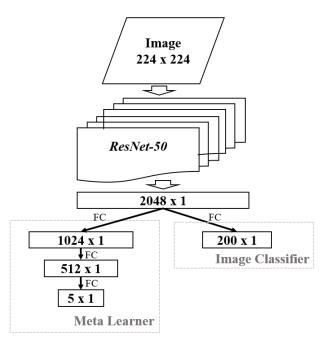 Image
224 x 224
ResNet-50
2048 x 1
FC
FC
1024 x 1
200 x 1
FC
Image Classifier
512 x 1
FC
5 x 1
Meta Learner